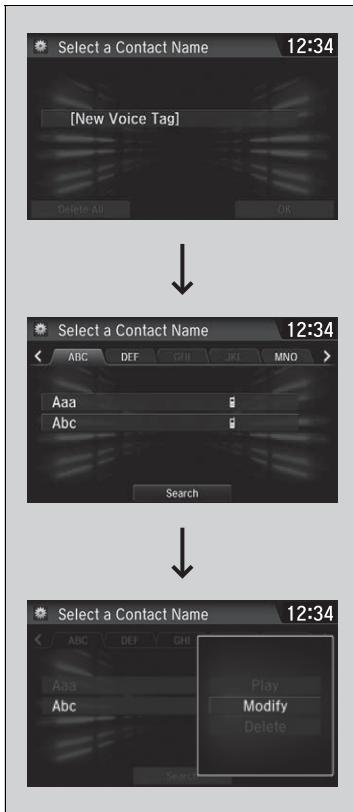 Select a Contact Name 12:34
[New Voice Tag]
Delete All OK
Select a Contact Name 12:34
ABC DEF GHI JKL MNO
Aaa
Abc
Search
Select a Contact Name 12:34
ABC DEF GHI
Aaa Play
Abc Modify
Delete
Search